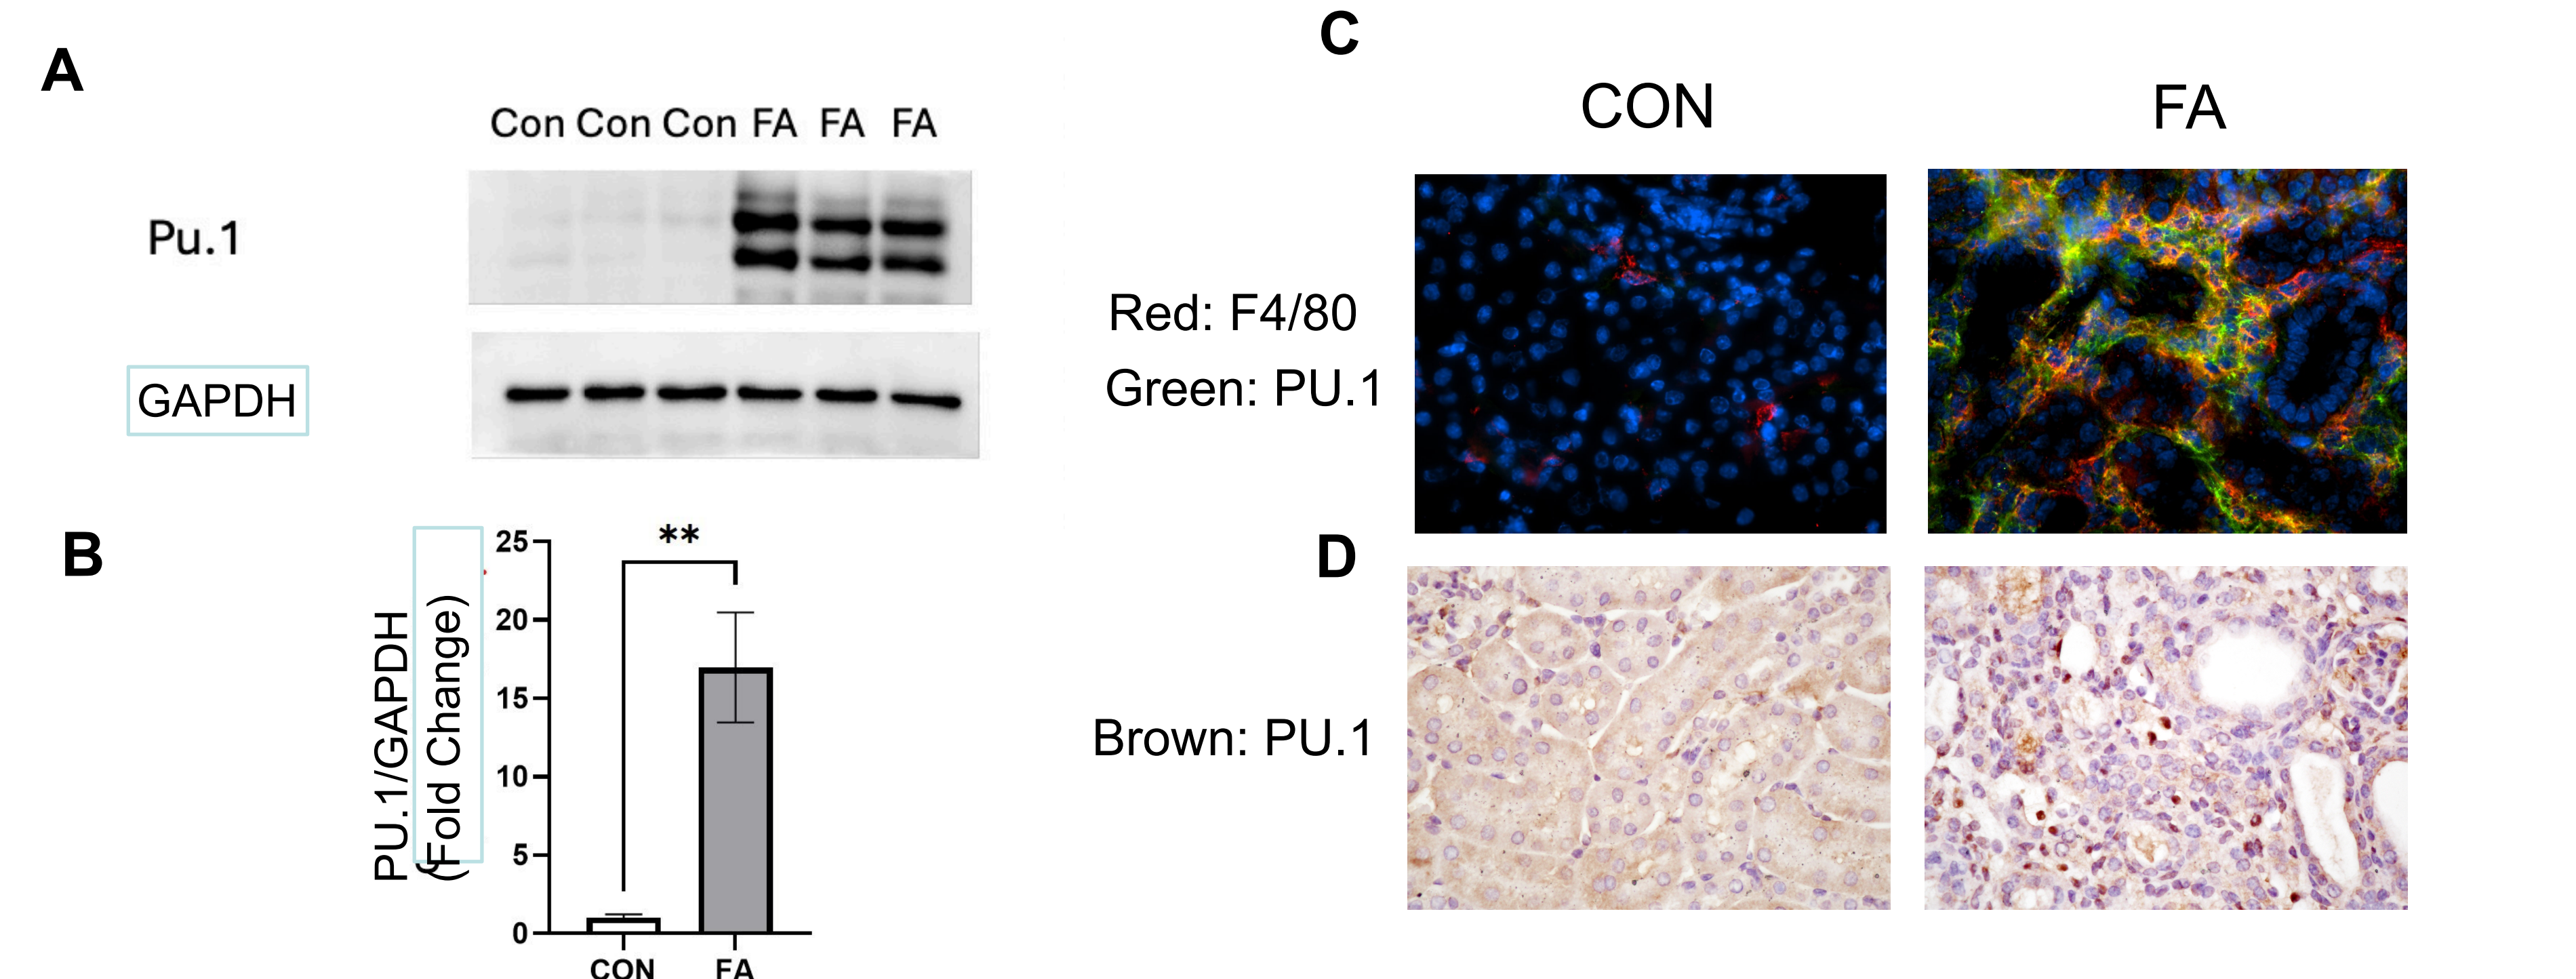 A
Con Con Con FA FA FA
Pu.1
GAPDH
B
PU.1/GAPDH
(Fold Change)
25
20
15
10
5
0
**
CON FA
C
CON FA
Red: F4/80
Green: PU.1
D
Brown: PU.1